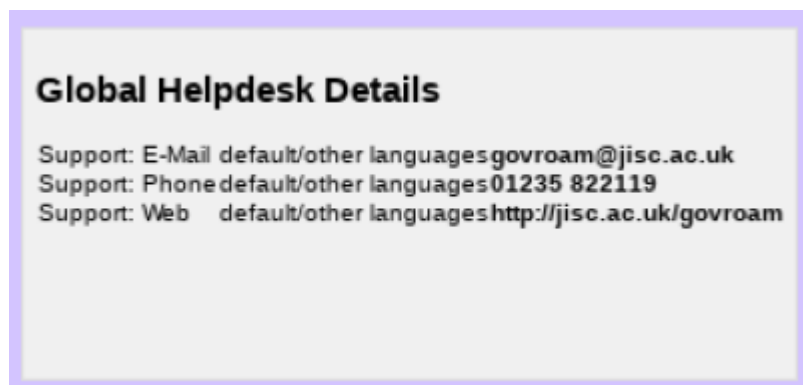 Global Helpdesk Details
Support: E-Mail default/other languages govroam@jisc.ac.uk
Support: Phone default/other languages 01235 822119
Support: Web default/other languages http://jisc.ac.uk/govroam